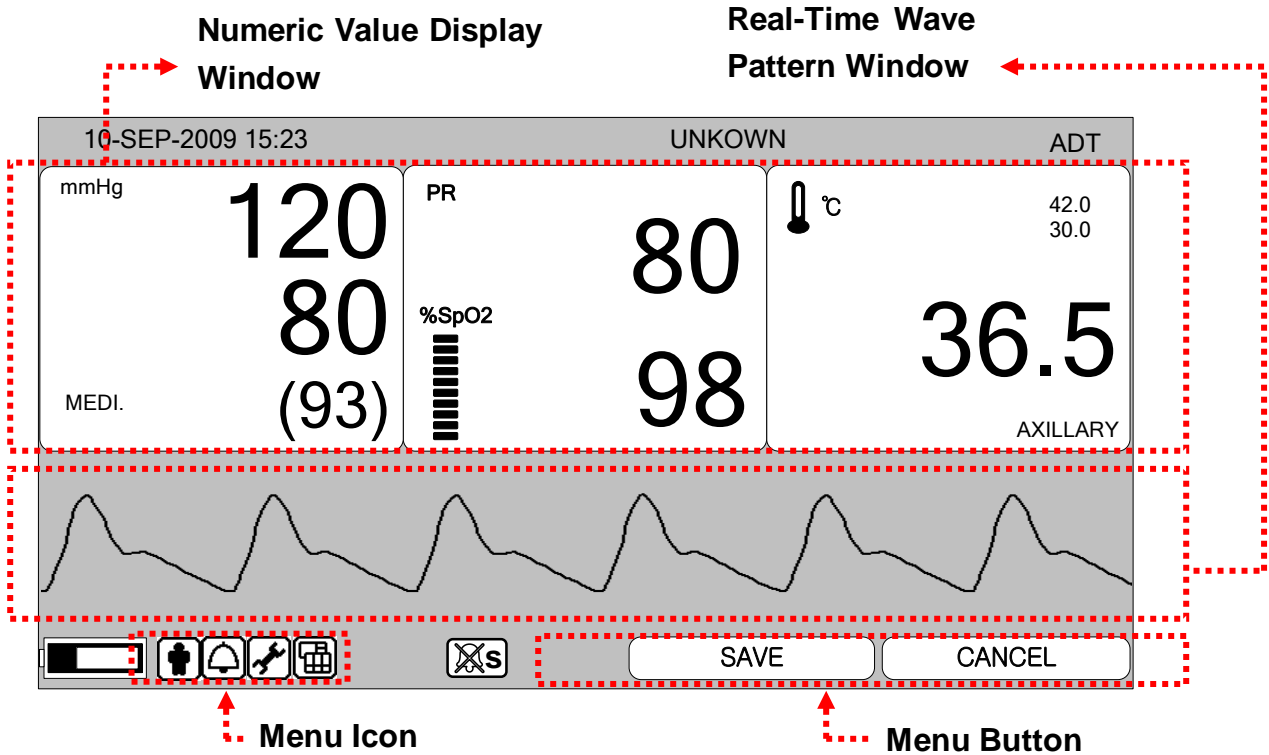 Numeric Value Display
Window
Real-Time Wave
Pattern Window
10-SEP-2009 15:23
UNKOWN
ADT
mmHg
120
80
MEDI.
(93)
PR
80
%SpO2
98
℃
42.0
30.0
36.5
AXILLARY
S
SAVE
CANCEL
Menu Icon
Menu Button